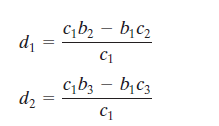 d₁ = (c₁b₂ − b₁c₂) / c₁
d₂ = (c₁b₃ − b₁c₃) / c₁